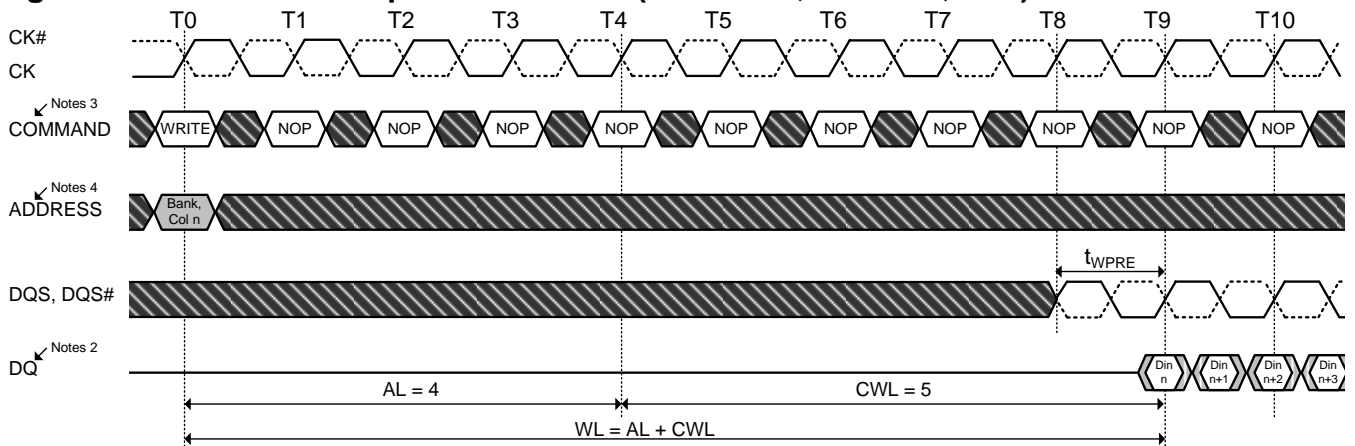 T0 T1 T2 T3 T4 T5 T6 T7 T8 T9 T10
CK#
CK
Notes 3
COMMAND WRITE NOP NOP NOP NOP NOP NOP NOP NOP NOP NOP
Notes 4
ADDRESS
Bank,
Col n
tWPRE
DQS, DQS#
Notes 2
DQ
Din Din Din Din
n n+1 n+2 n+3
AL = 4 CWL = 5
WL = AL + CWL